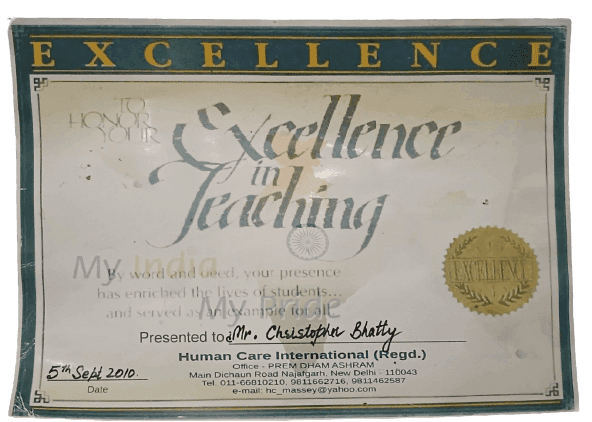 EXCELLENCE
TO
HONOR
YOUR
Excellence
in
Teaching
My India
By word and deed, your presence
has enriched the lives of students...
My Pride
and served as an example for all.
EXCELLENCE
Presented to Mr. Christopher Bhatty
Human Care International (Regd.)
Office - PREM DHAM ASHRAM
Main Dichaun Road Najafgarh, New Delhi - 110043
Tel. 011-66810210, 9811662716, 9811462587
e-mail: hc_massey@yahoo.com
5th Sept 2010.
Date